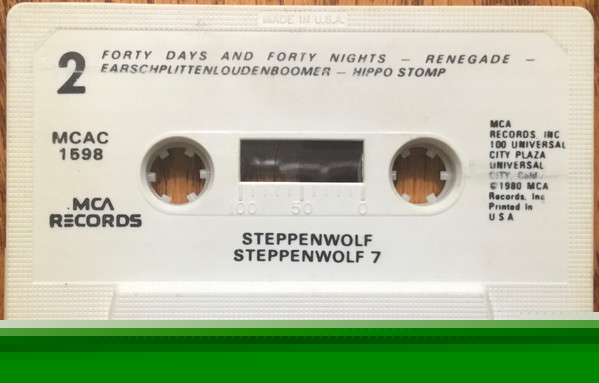 MADE IN U.S.A.
2
FORTY DAYS AND FORTY NIGHTS – RENEGADE –
EARSCHPLITTENLOUDENBOOMER – HIPPO STOMP
MCAC
1598
MCA RECORDS
MCA
RECORDS INC
100 UNIVERSAL
CITY PLAZA
UNIVERSAL
CITY,
©1980 MCA
Records, Inc
Printed in
U S A
100 50 0
STEPPENWOLF
STEPPENWOLF 7